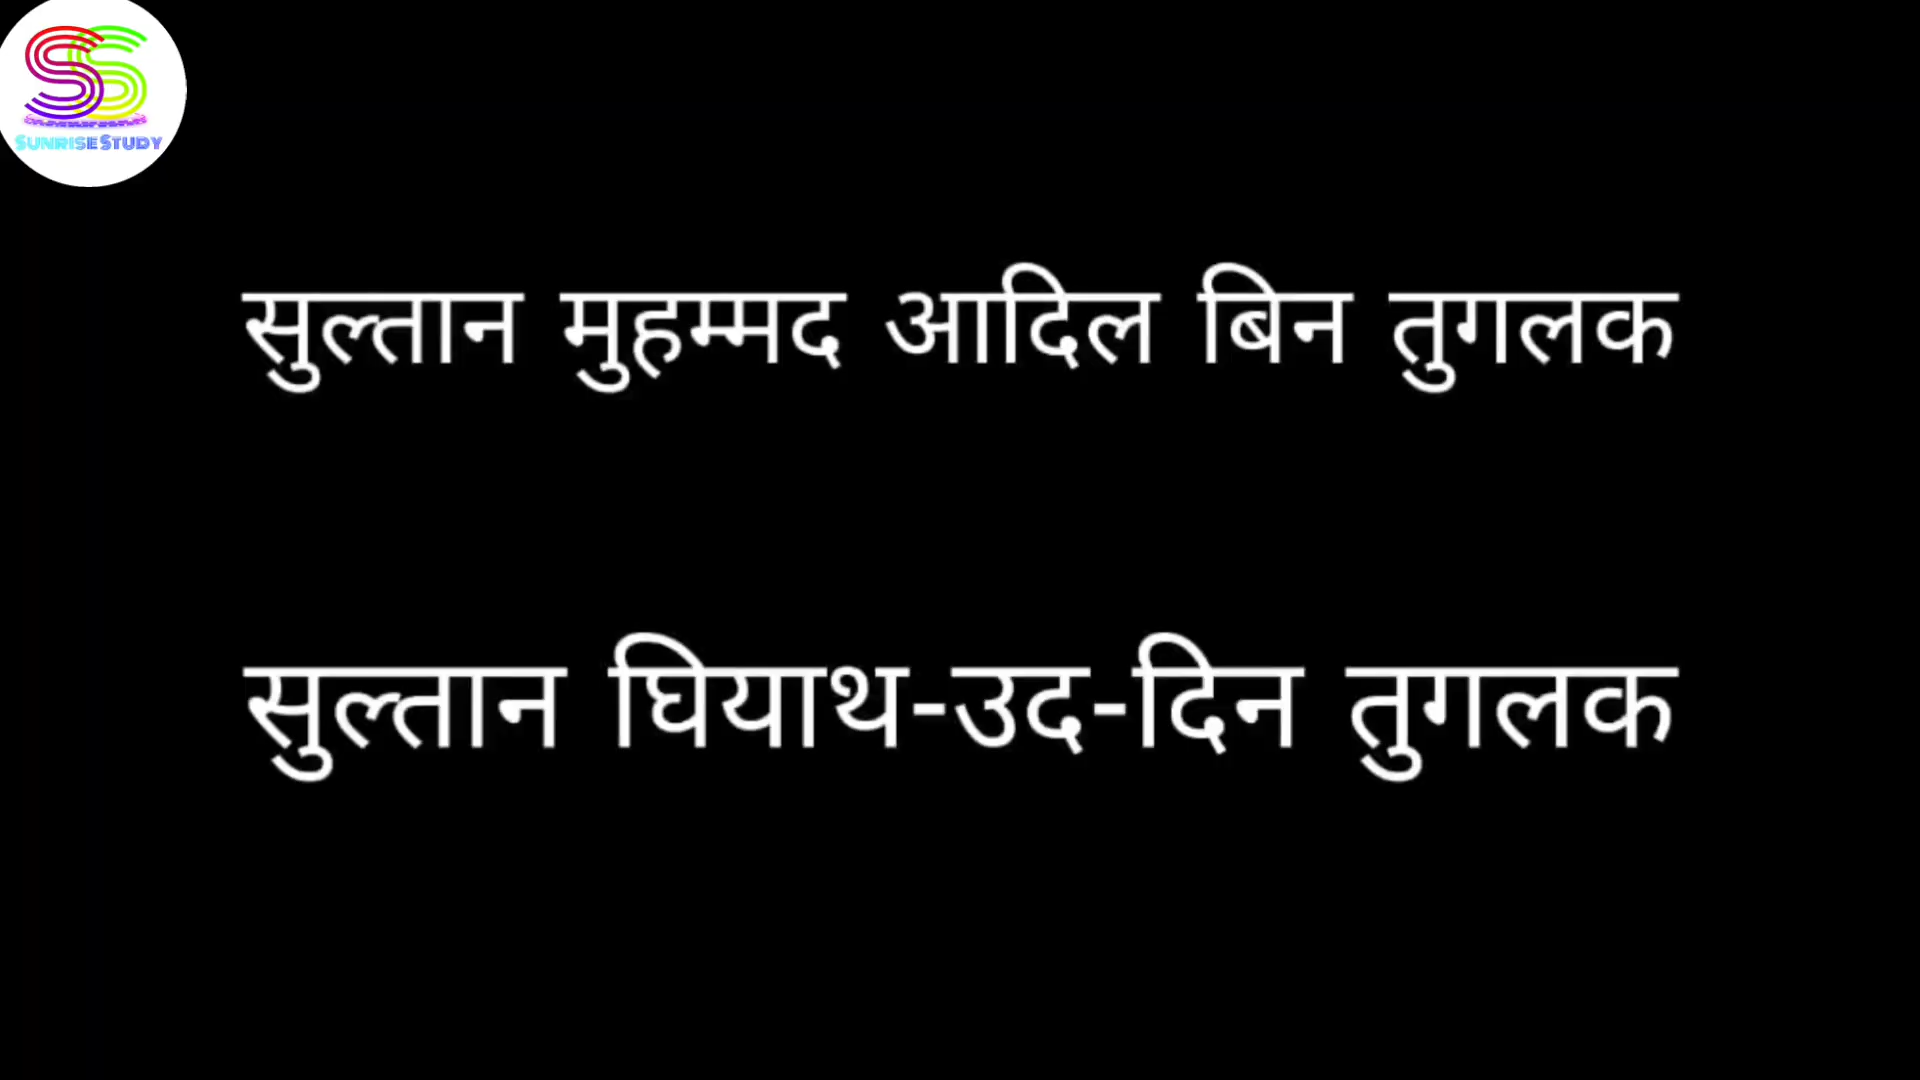 SUNRISE STUDY
सुल्तान मुहम्मद आदिल बिन तुगलक
सुल्तान घियाथ-उद-दिन तुगलक